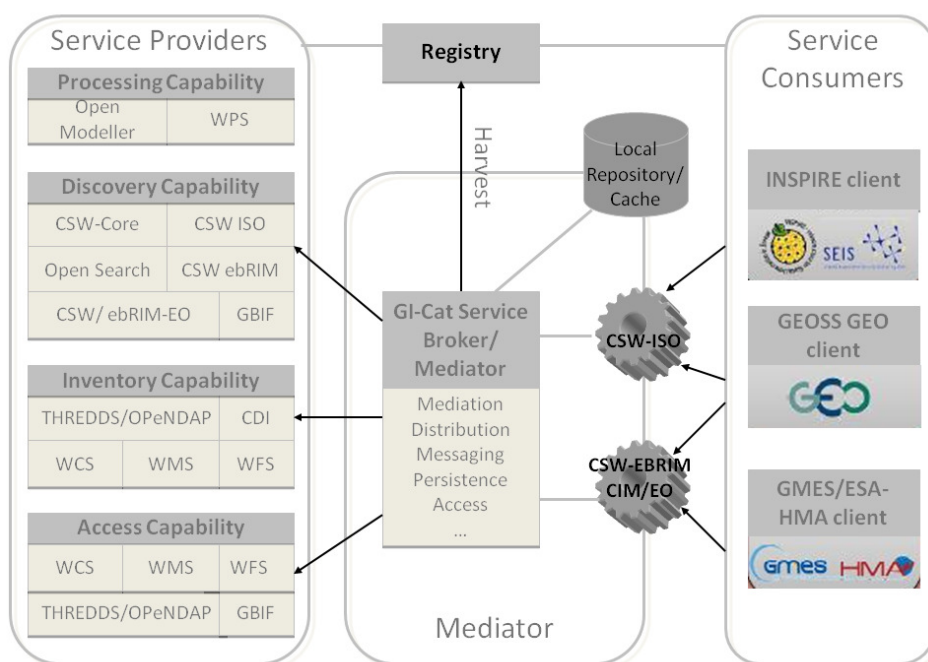 Service Providers
Processing Capability
Open
Modeller
WPS
Discovery Capability
CSW-Core
CSW ISO
Open Search
CSW ebRIM
CSW/ ebRIM-EO
GBIF
Inventory Capability
THREDDS/OPeNDAP
CDI
WCS
WMS
WFS
Access Capability
WCS
WMS
WFS
THREDDS/OPeNDAP
GBIF
Registry
Harvest
Local
Repository/
Cache
GI-Cat Service
Broker/
Mediator
Mediation
Distribution
Messaging
Persistence
Access
...
CSW-ISO
CSW-EBRIM
CIM/EO
Mediator
Service
Consumers
INSPIRE client
SEIS
GEOSS GEO
client
GEO
GMES/ESA-
HMA client
Gmes
HMA